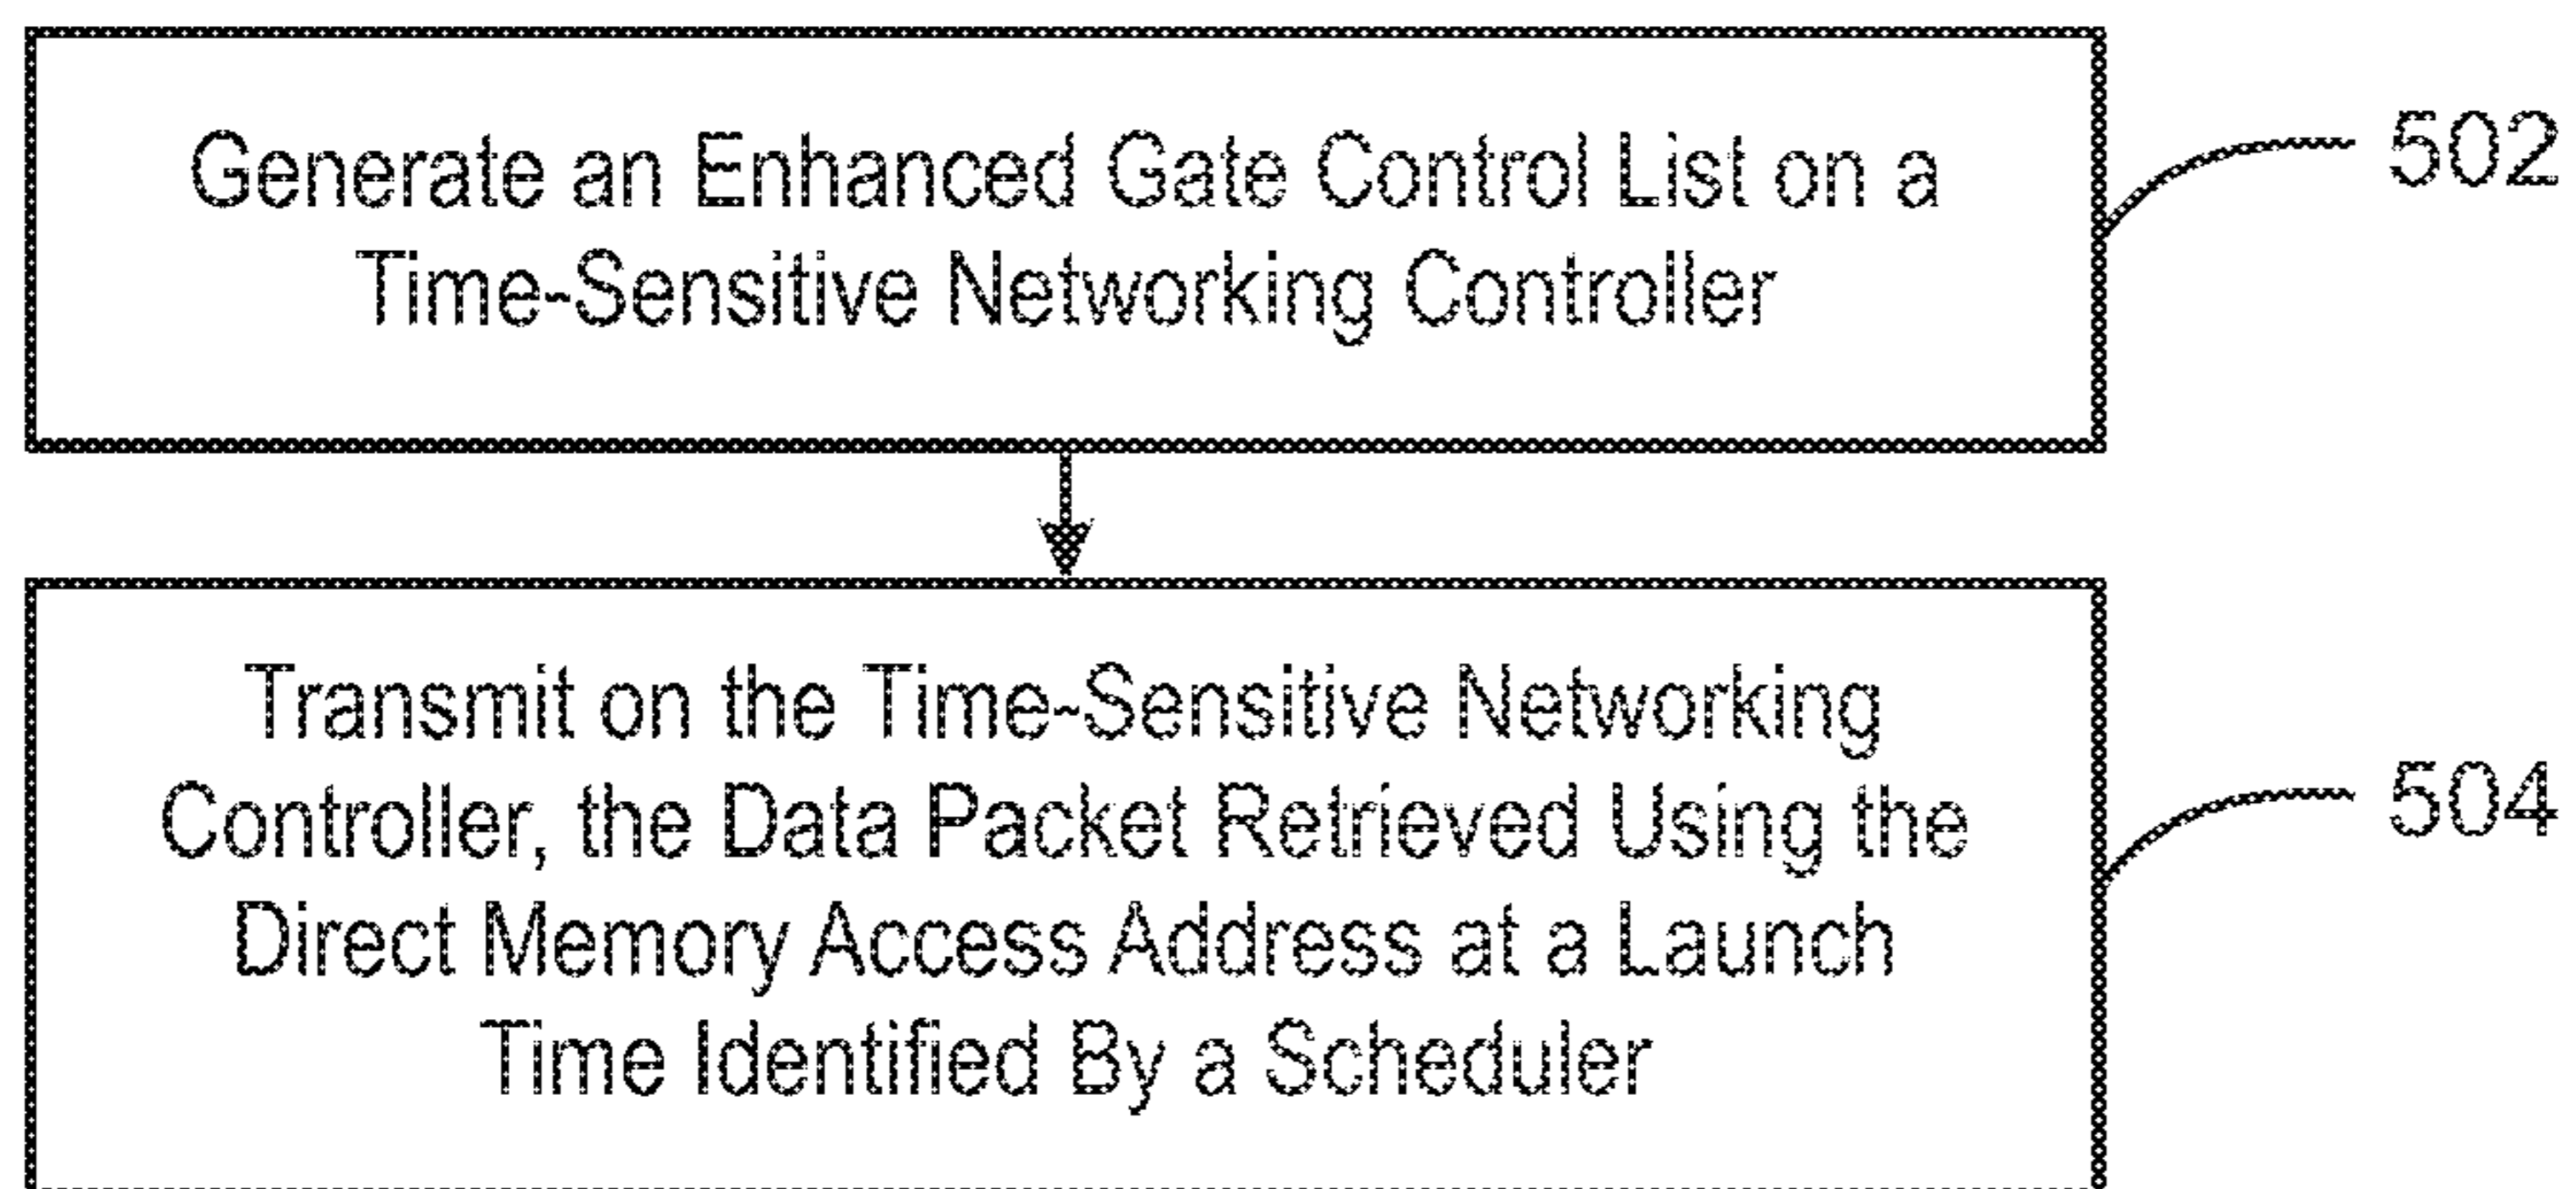 Generate an Enhanced Gate Control List on a
Time-Sensitive Networking Controller
502
Transmit on the Time-Sensitive Networking
Controller, the Data Packet Retrieved Using the
Direct Memory Access Address at a Launch
Time Identified By a Scheduler
504